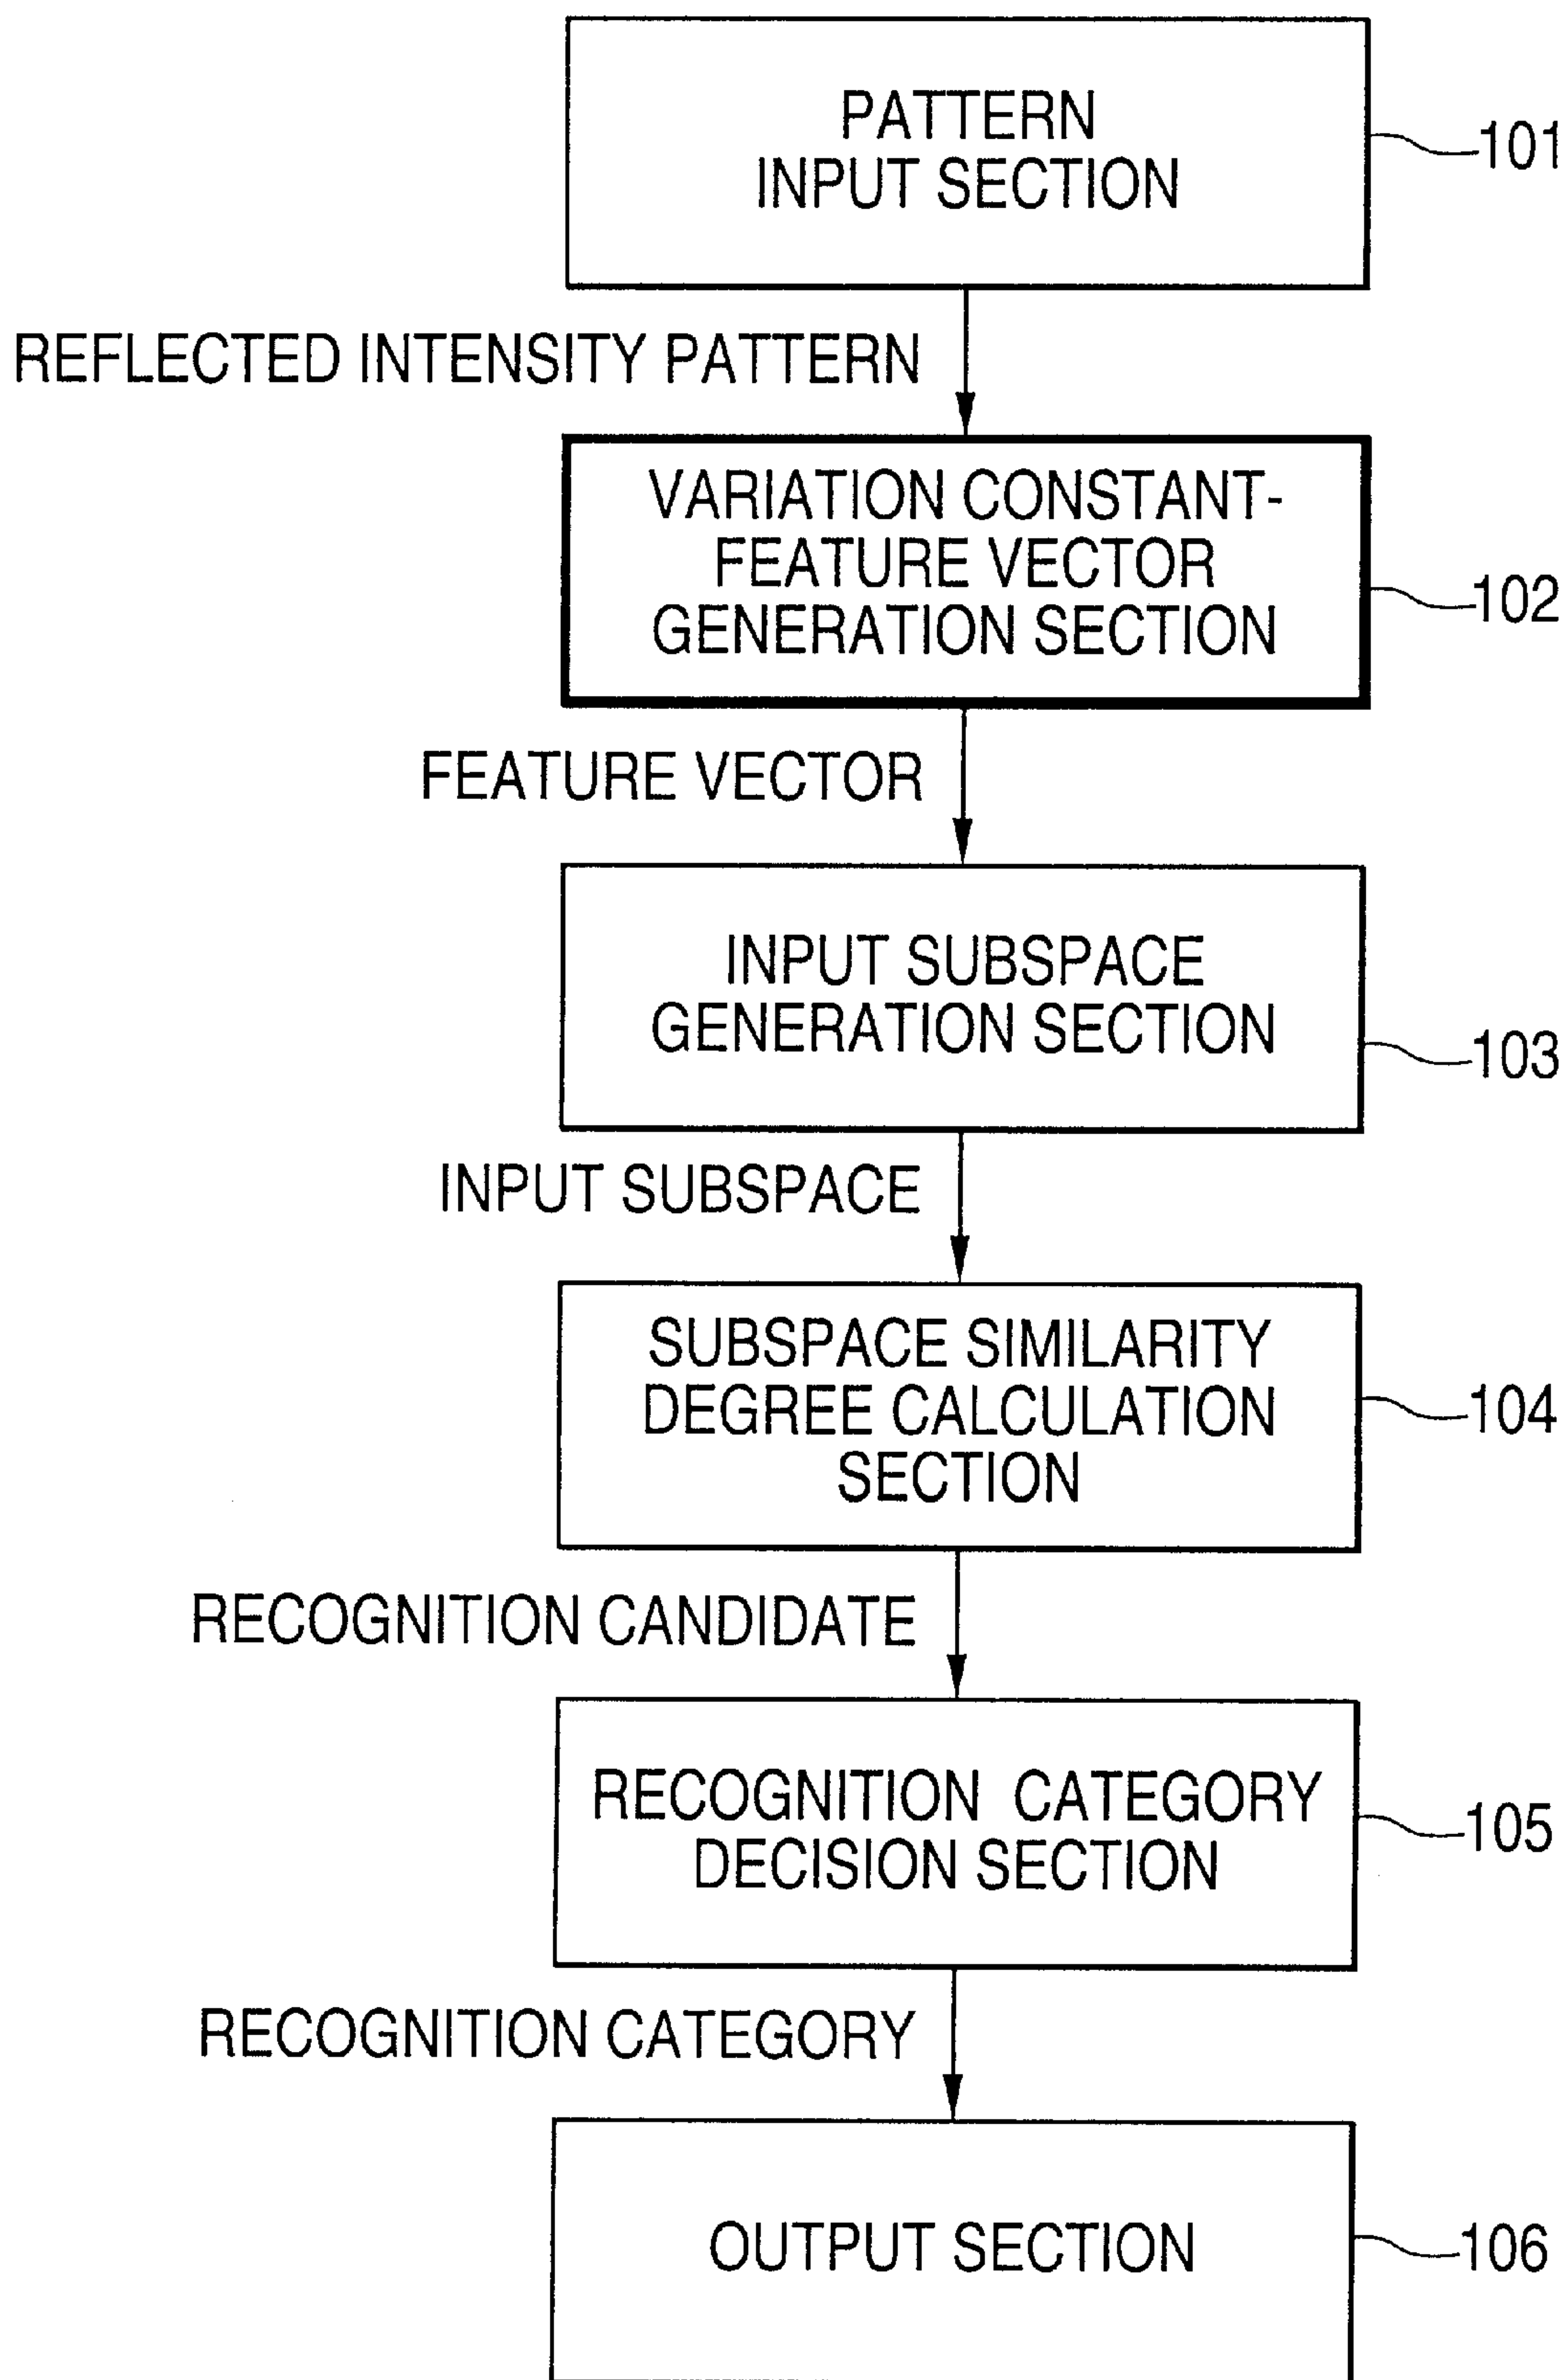 PATTERN
INPUT SECTION
101
REFLECTED INTENSITY PATTERN
VARIATION CONSTANT-
FEATURE VECTOR
GENERATION SECTION
102
FEATURE VECTOR
INPUT SUBSPACE
GENERATION SECTION
103
INPUT SUBSPACE
SUBSPACE SIMILARITY
DEGREE CALCULATION
SECTION
104
RECOGNITION CANDIDATE
RECOGNITION CATEGORY
DECISION SECTION
105
RECOGNITION CATEGORY
OUTPUT SECTION
106